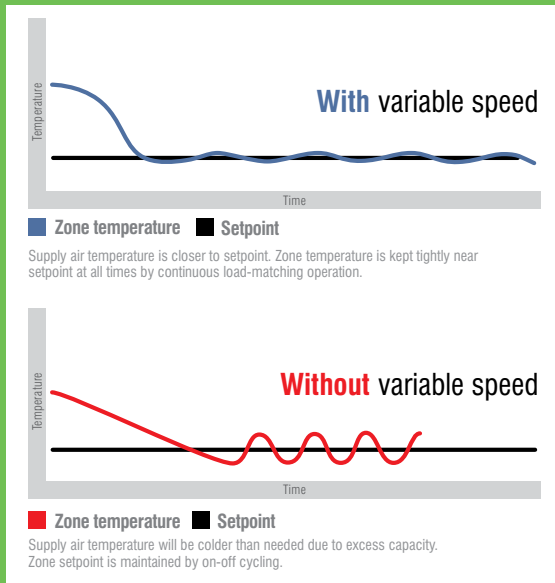 With variable speed
Temperature
Time
Zone temperature Setpoint
Supply air temperature is closer to setpoint. Zone temperature is kept tightly near
setpoint at all times by continuous load-matching operation.
Without variable speed
Temperature
Time
Zone temperature Setpoint
Supply air temperature will be colder than needed due to excess capacity.
Zone setpoint is maintained by on-off cycling.